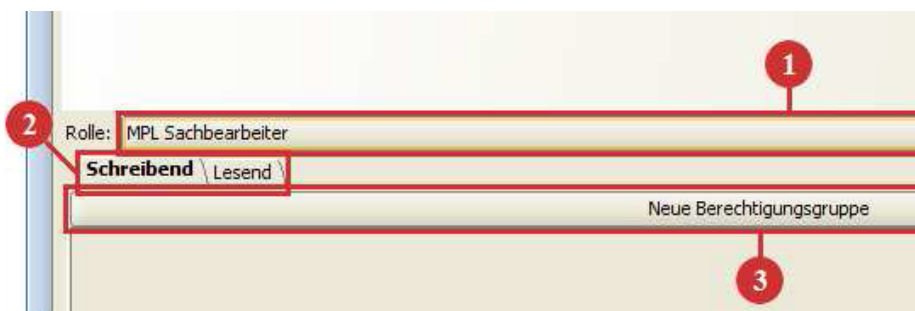 1
2
Rolle: MPL Sachbearbeiter
Schreibend Lesend
Neue Berechtigungsgruppe
3